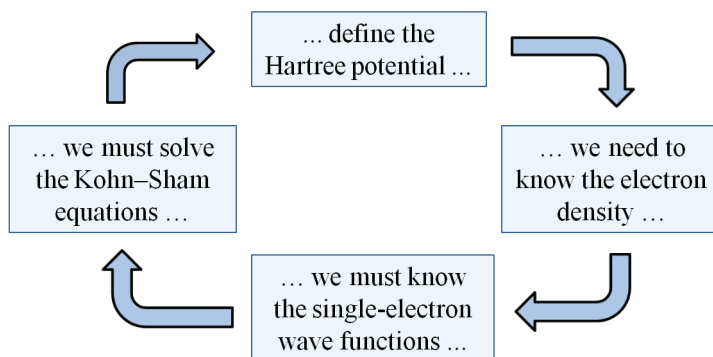 … define the
Hartree potential …
… we need to
know the electron
density …
… we must know
the single-electron
wave functions …
… we must solve
the Kohn–Sham
equations …